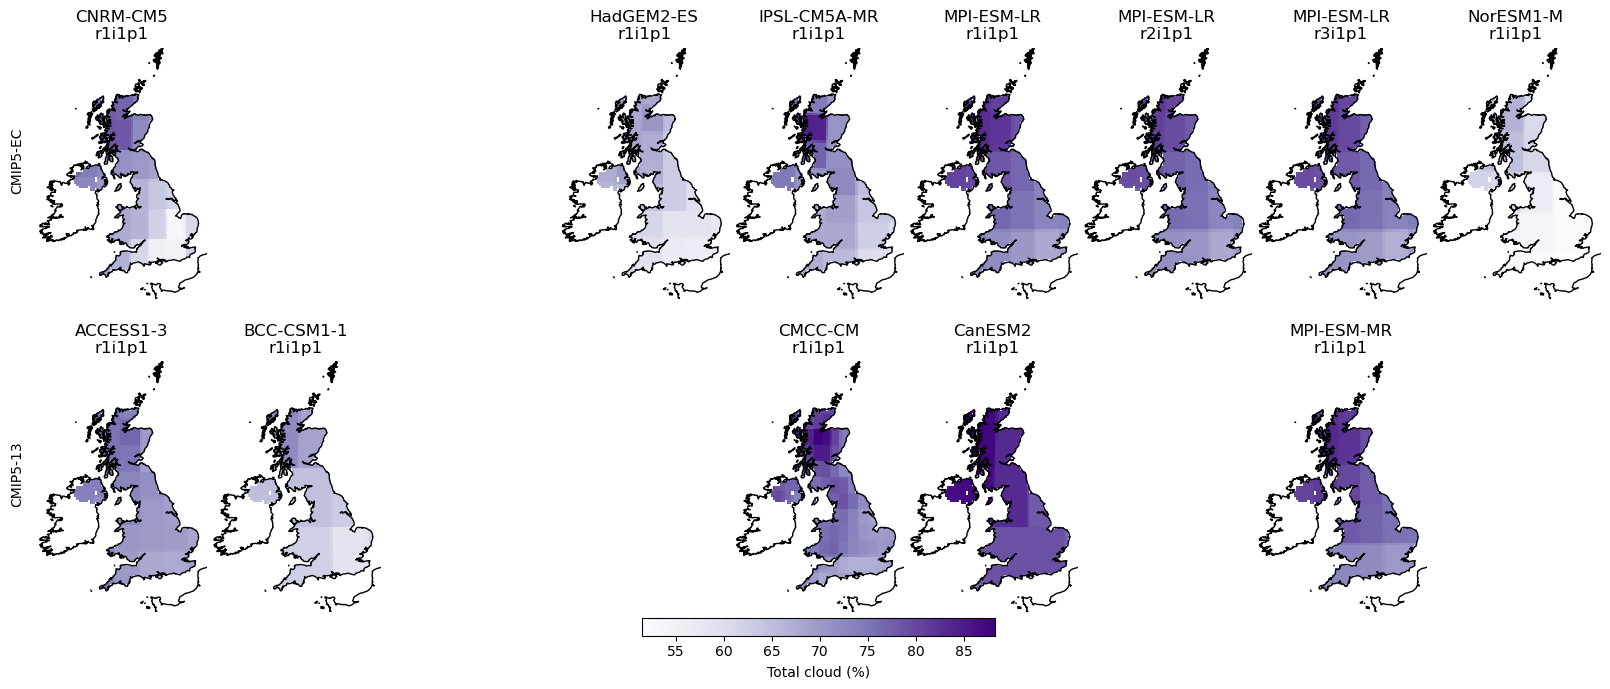 CNRM-CM5
r1i1p1
HadGEM2-ES
r1i1p1
IPSL-CM5A-MR
r1i1p1
MPI-ESM-LR
r1i1p1
MPI-ESM-LR
r2i1p1
MPI-ESM-LR
r3i1p1
NorESM1-M
r1i1p1
CMIP5-EC
ACCESS1-3
r1i1p1
BCC-CSM1-1
r1i1p1
CMCC-CM
r1i1p1
CanESM2
r1i1p1
MPI-ESM-MR
r1i1p1
CMIP5-13
55 60 65 70 75 80 85
Total cloud (%)